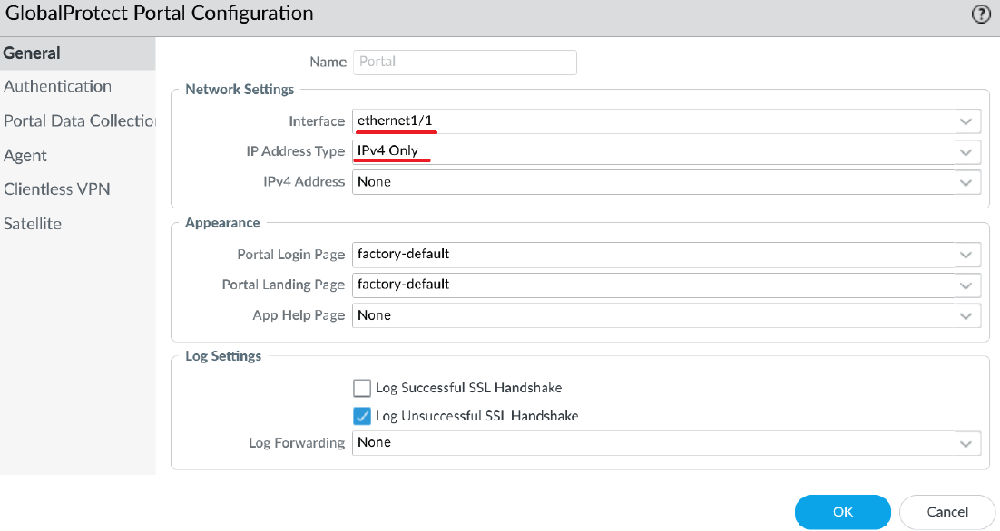 GlobalProtect Portal Configuration
General
Authentication
Portal Data Collection
Agent
Clientless VPN
Satellite
Name Portal
Network Settings
Interface ethernet1/1
IP Address Type IPv4 Only
IPv4 Address None
Appearance
Portal Login Page factory-default
Portal Landing Page factory-default
App Help Page None
Log Settings
Log Successful SSL Handshake
Log Unsuccessful SSL Handshake
Log Forwarding None
OK Cancel